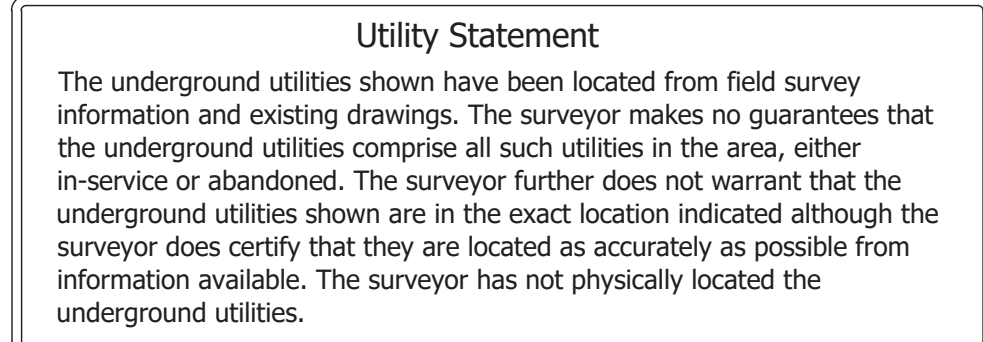 Utility Statement
The underground utilities shown have been located from field survey
information and existing drawings. The surveyor makes no guarantees that
the underground utilities comprise all such utilities in the area, either
in-service or abandoned. The surveyor further does not warrant that the
underground utilities shown are in the exact location indicated although the
surveyor does certify that they are located as accurately as possible from
information available. The surveyor has not physically located the
underground utilities.